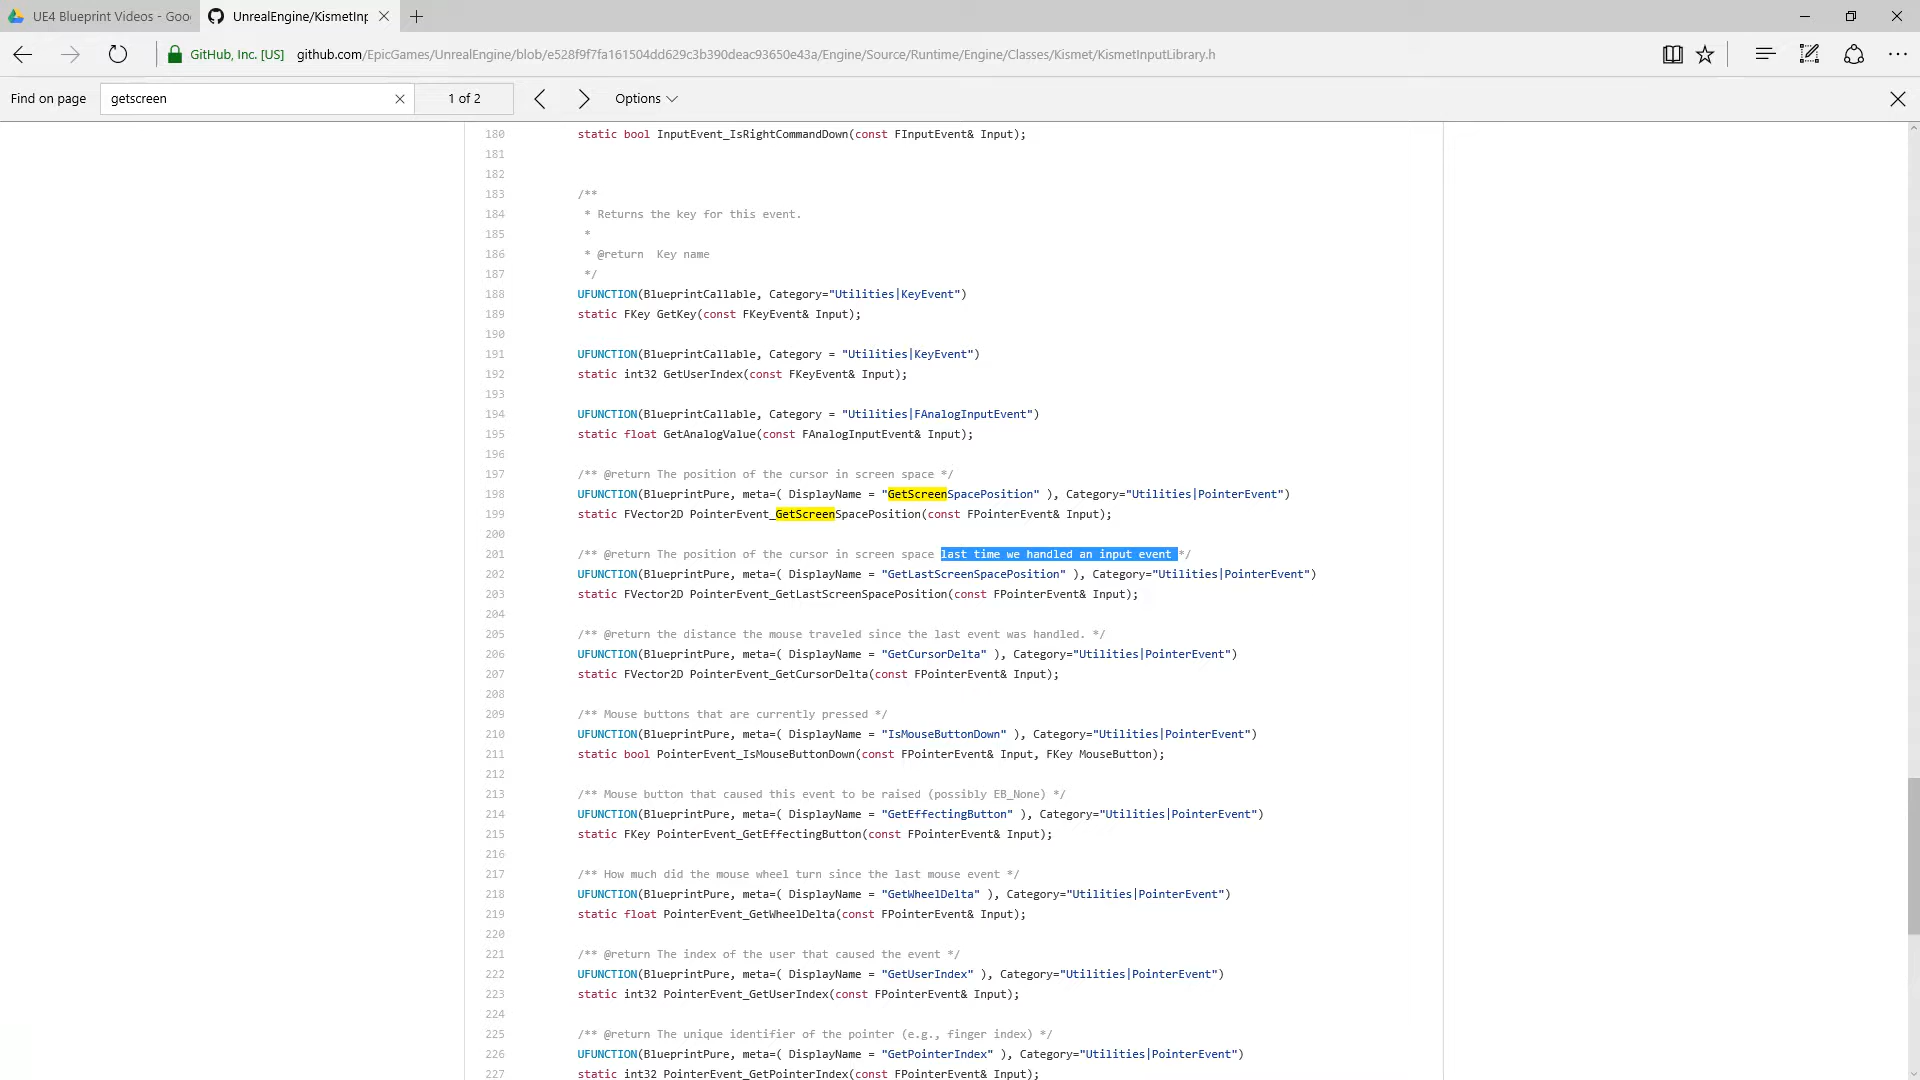 UE4 Blueprint Videos - Goo
UnrealEngine/KismetInp
GitHub, Inc. [US] github.com/EpicGames/UnrealEngine/blob/e528f9f7fa161504dd629c3b390deac93650e43a/Engine/Source/Runtime/Engine/Classes/Kismet/KismetInputLibrary.h
Find on page getscreen 1 of 2 Options
180 static bool InputEvent_IsRightCommandDown(const FInputEvent& Input);
181
182
183 /**
184 * Returns the key for this event.
185 *
186 * @return Key name
187 */
188 UFUNCTION(BlueprintCallable, Category="Utilities|KeyEvent")
189 static FKey GetKey(const FKeyEvent& Input);
190
191 UFUNCTION(BlueprintCallable, Category = "Utilities|KeyEvent")
192 static int32 GetUserIndex(const FKeyEvent& Input);
193
194 UFUNCTION(BlueprintCallable, Category = "Utilities|FAnalogInputEvent")
195 static float GetAnalogValue(const FAnalogInputEvent& Input);
196
197 /** @return The position of the cursor in screen space */
198 UFUNCTION(BlueprintPure, meta=( DisplayName = "GetScreenSpacePosition" ), Category="Utilities|PointerEvent")
199 static FVector2D PointerEvent_GetScreenSpacePosition(const FPointerEvent& Input);
200
201 /** @return The position of the cursor in screen space last time we handled an input event */
202 UFUNCTION(BlueprintPure, meta=( DisplayName = "GetLastScreenSpacePosition" ), Category="Utilities|PointerEvent")
203 static FVector2D PointerEvent_GetLastScreenSpacePosition(const FPointerEvent& Input);
204
205 /** @return the distance the mouse traveled since the last event was handled. */
206 UFUNCTION(BlueprintPure, meta=( DisplayName = "GetCursorDelta" ), Category="Utilities|PointerEvent")
207 static FVector2D PointerEvent_GetCursorDelta(const FPointerEvent& Input);
208
209 /** Mouse buttons that are currently pressed */
210 UFUNCTION(BlueprintPure, meta=( DisplayName = "IsMouseButtonDown" ), Category="Utilities|PointerEvent")
211 static bool PointerEvent_IsMouseButtonDown(const FPointerEvent& Input, FKey MouseButton);
212
213 /** Mouse button that caused this event to be raised (possibly EB_None) */
214 UFUNCTION(BlueprintPure, meta=( DisplayName = "GetEffectingButton" ), Category="Utilities|PointerEvent")
215 static FKey PointerEvent_GetEffectingButton(const FPointerEvent& Input);
216
217 /** How much did the mouse wheel turn since the last mouse event */
218 UFUNCTION(BlueprintPure, meta=( DisplayName = "GetWheelDelta" ), Category="Utilities|PointerEvent")
219 static float PointerEvent_GetWheelDelta(const FPointerEvent& Input);
220
221 /** @return The index of the user that caused the event */
222 UFUNCTION(BlueprintPure, meta=( DisplayName = "GetUserIndex" ), Category="Utilities|PointerEvent")
223 static int32 PointerEvent_GetUserIndex(const FPointerEvent& Input);
224
225 /** @return The unique identifier of the pointer (e.g., finger index) */
226 UFUNCTION(BlueprintPure, meta=( DisplayName = "GetPointerIndex" ), Category="Utilities|PointerEvent")
227 static int32 PointerEvent_GetPointerIndex(const FPointerEvent& Input);